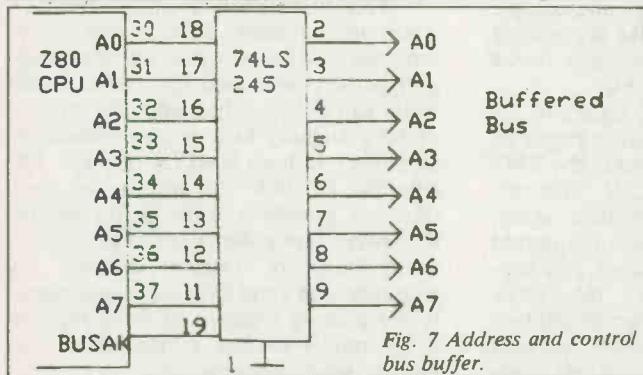 A0 30 18 2 A0
Z80 31 17 74LS 3
CPU A1 245 A1
32 16 4 Buffered
A2 A2 Bus
33 15 5
A3 A3
34 14 6
A4 A4
35 13 7
A5 A5
36 12 8
A6 A6
37 11 9
A7 A7
19
BUSAK
1
Fig. 7 Address and control
bus buffer.